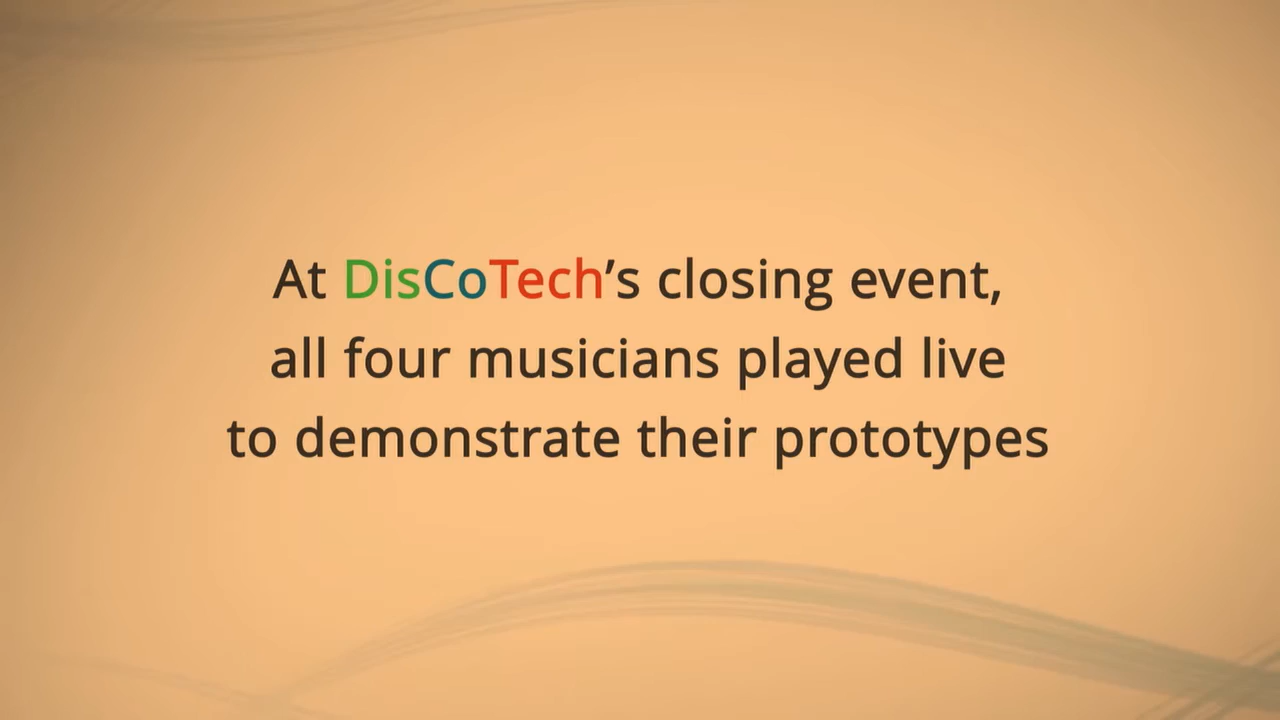 At DisCoTech’s closing event,
all four musicians played live
to demonstrate their prototypes